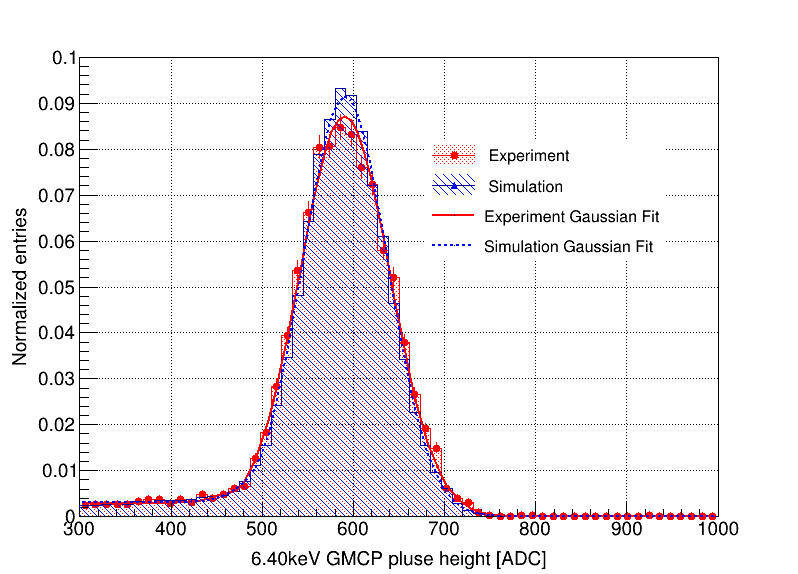 0.1
0.09
0.08
0.07
0.06
0.05
0.04
0.03
0.02
0.01
0
Normalized entries
Experiment
Simulation
Experiment Gaussian Fit
Simulation Gaussian Fit
300 400 500 600 700 800 900 1000
6.40keV GMCP pluse height [ADC]